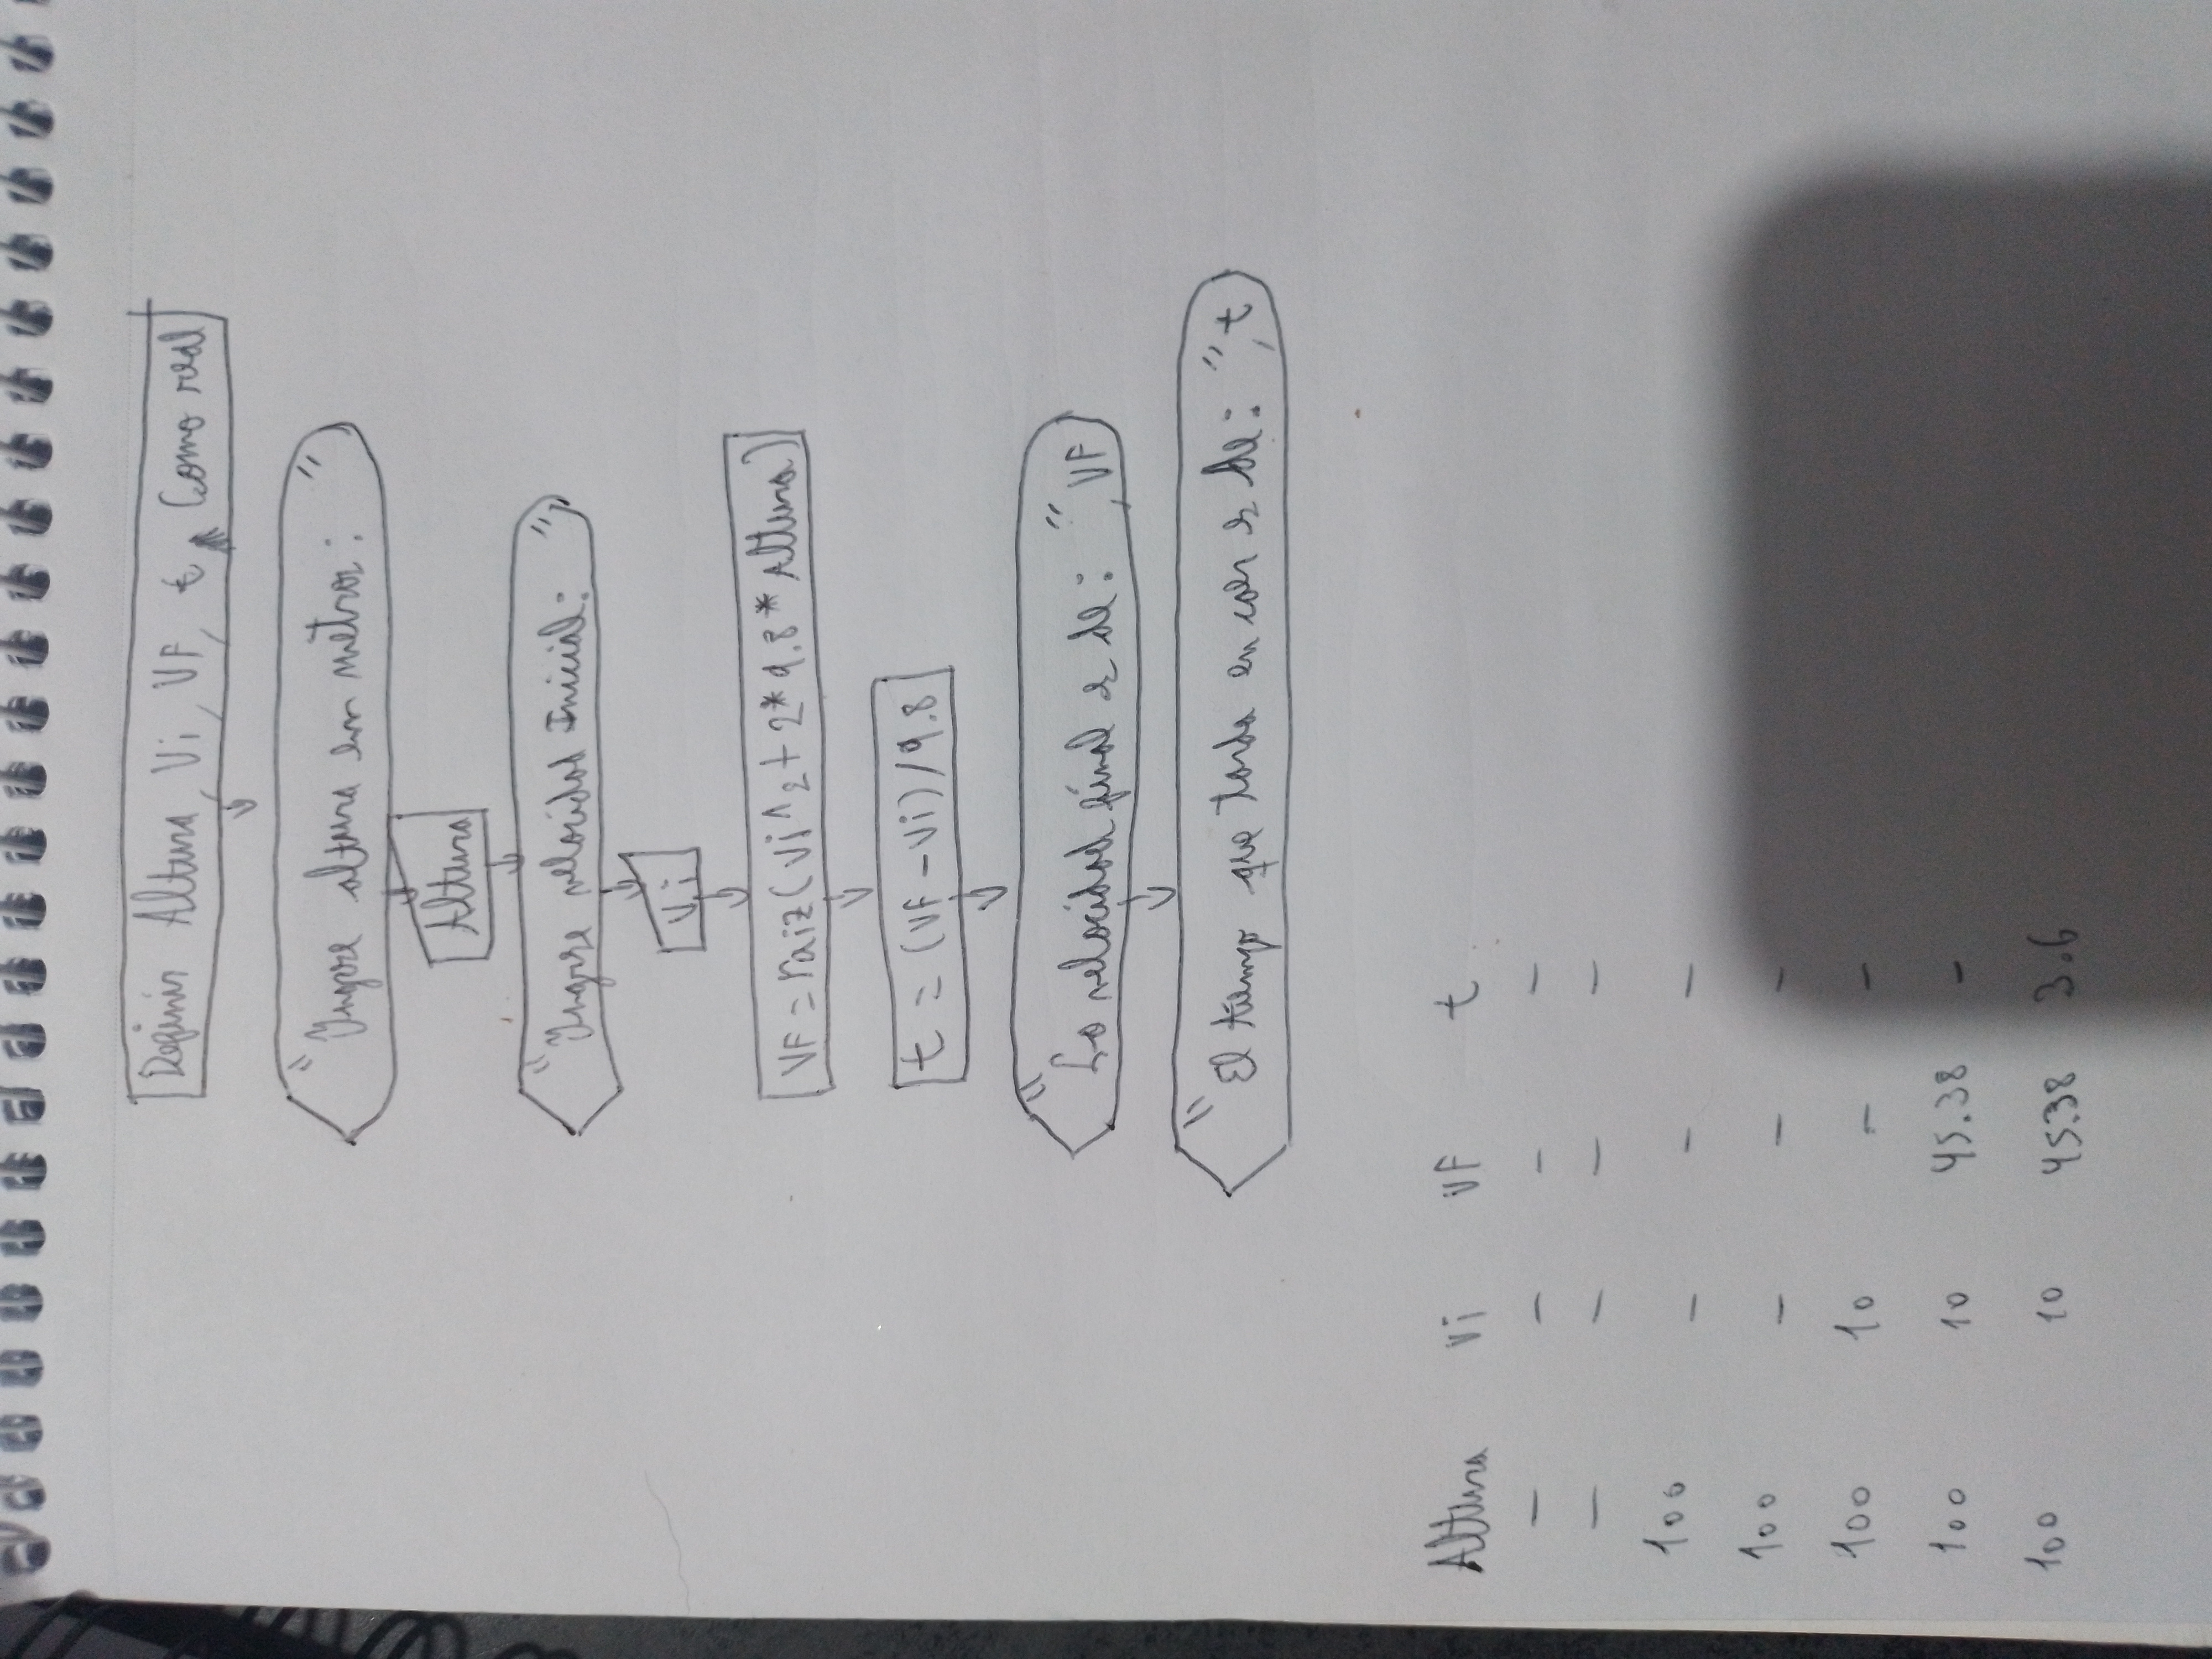 Definir Altura, Vi, VF, t Como real
"Ingrese altura en metros: "
Altura
"Ingrese velocidad Inicial: "
Vi
VF = raiz(Vi^2 + 2*9.8* Altura)
t = (VF - Vi) / 9.8
"La velocidad final es de: ", VF
"El tiempo que tarda en caer es de: ", t
Altura Vi VF t
- - - -
- - - -
100 - - -
100 - - -
100 10 - -
100 10 45.38 -
100 10 45.38 3.6